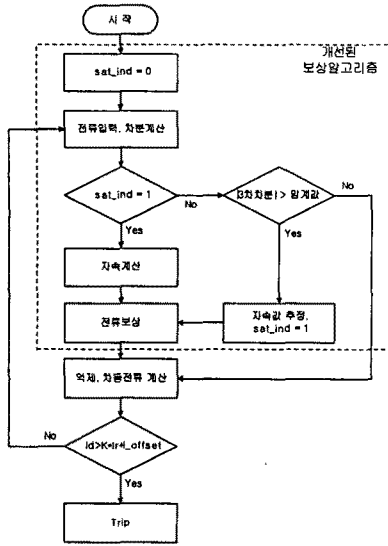 시 작
개선된
보상알고리즘
sat_ind = 0
전류입력, 차분계산
sat_ind = 1
No
|3차차분| > 임계값
No
Yes
Yes
자속계산
전류보상
자속값 추정,
sat_ind = 1
억제, 차동전류 계산
No
Id>K*Ir+I_offset
Yes
Trip